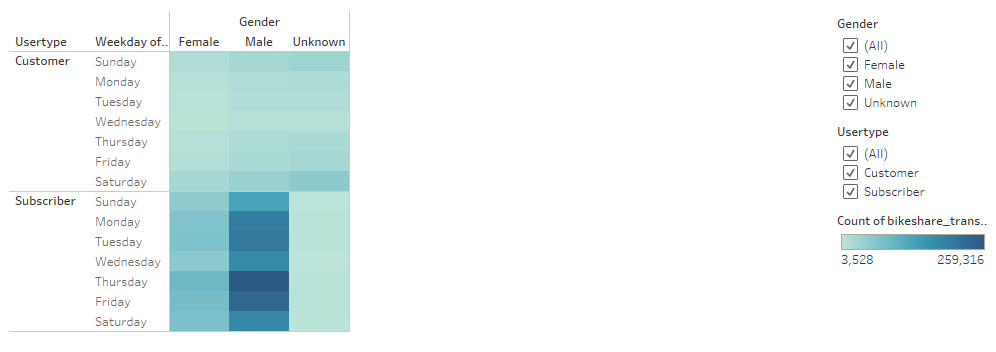 Gender
Usertype Weekday of.. Female Male Unknown
Customer Sunday
Monday
Tuesday
Wednesday
Thursday
Friday
Saturday
Subscriber Sunday
Monday
Tuesday
Wednesday
Thursday
Friday
Saturday
Gender
(All)
Female
Male
Unknown
Usertype
(All)
Customer
Subscriber
Count of bikeshare_trans..
3,528 259,316